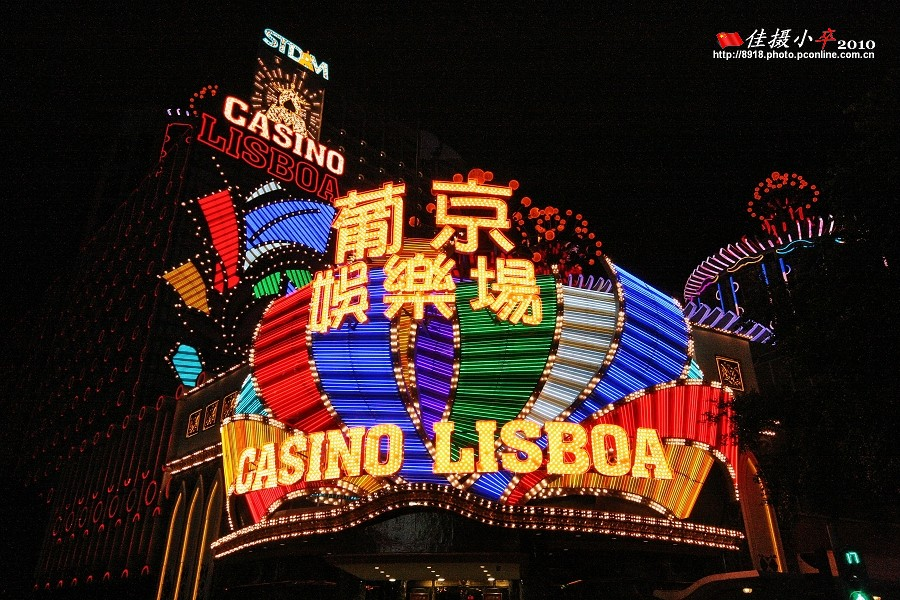 佳摄小卒2010
http://8918.photo.pconline.com.cn
STDM
CASINO
LISBOA
葡京
娛樂場
CASINO LISBOA